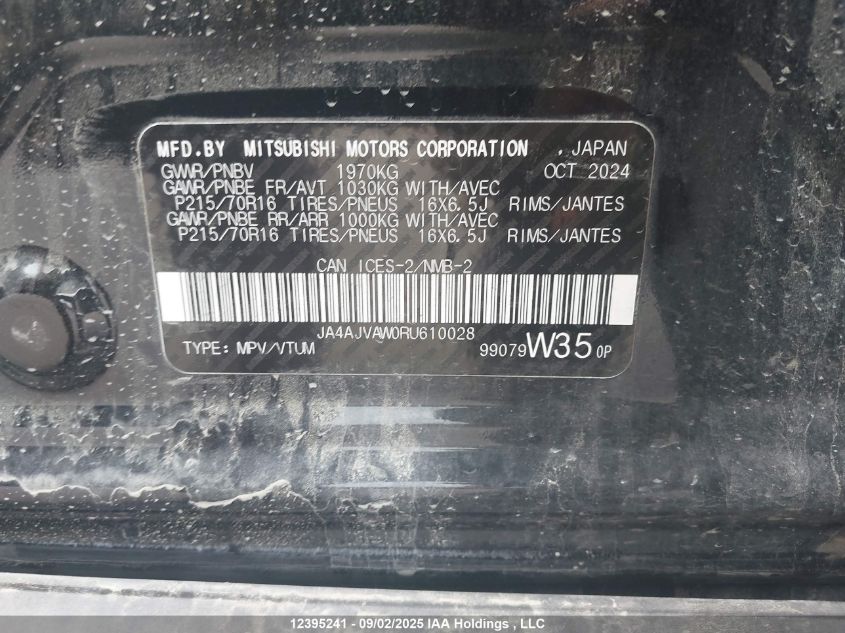 MFD.BY MITSUBISHI MOTORS CORPORATION , JAPAN
GVWR/PNBV 1970KG OCT 2024
GAWR/PNBE FR/AVT 1030KG WITH/AVEC
P215/70R16 TIRES/PNEUS 16X6.5J RIMS/JANTES
GAWR/PNBE RR/ARR 1000KG WITH/AVEC
P215/70R16 TIRES/PNEUS 16X6.5J RIMS/JANTES
CAN ICES-2/NMB-2
JA4AJVAW0RU610028
TYPE: MPV/VTUM 99079 W35 0P
12395241 - 09/02/2025 IAA Holdings , LLC